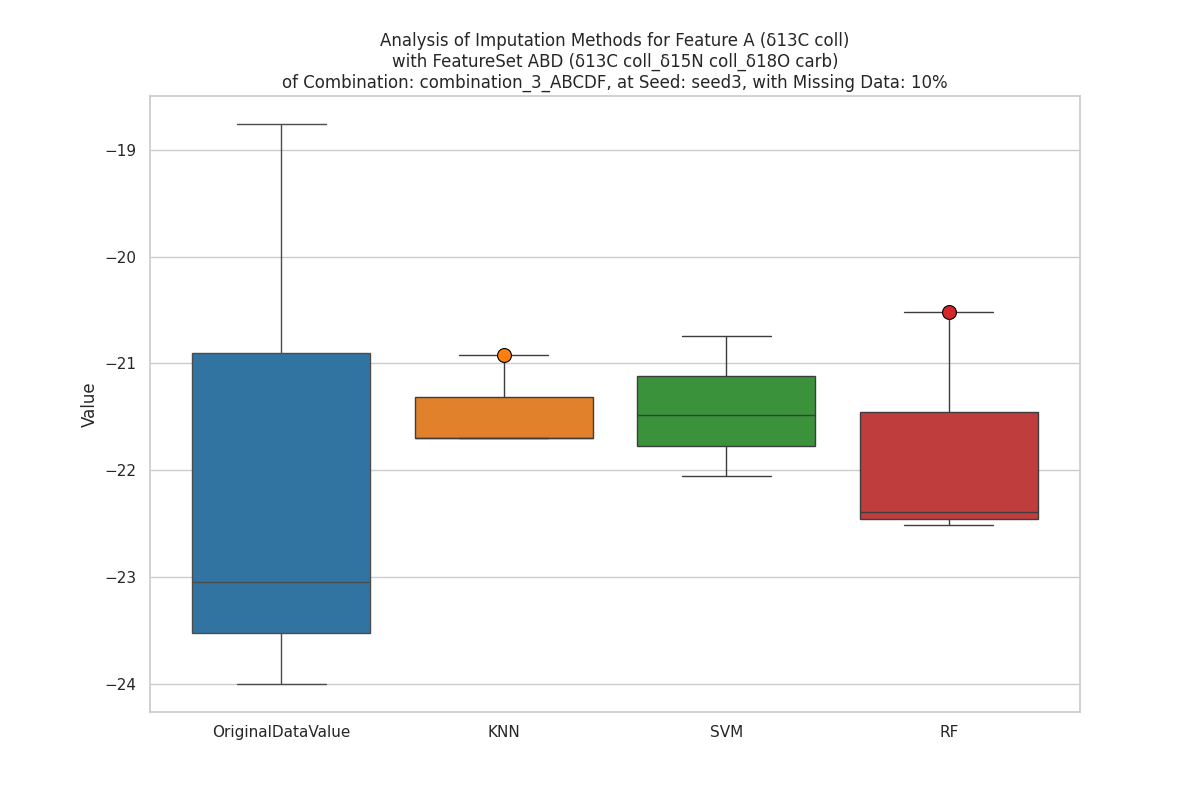 Analysis of Imputation Methods for Feature A (δ13C coll)
with FeatureSet ABD (δ13C coll_δ15N coll_δ18O carb)
of Combination: combination_3_ABCDF, at Seed: seed3, with Missing Data: 10%
−19
−20
−21
−22
−23
−24
Value
OriginalDataValue
KNN
SVM
RF